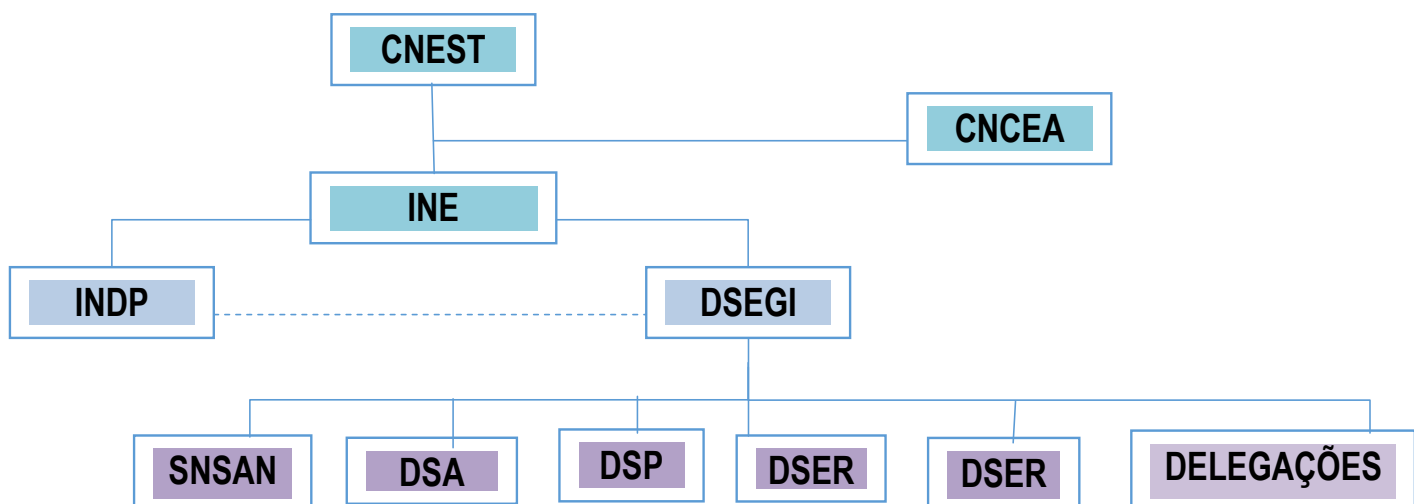 CNEST
CNCEA
INE
INDP
DSEGI
SNSAN
DSA
DSP
DSER
DSER
DELEGAÇÕES